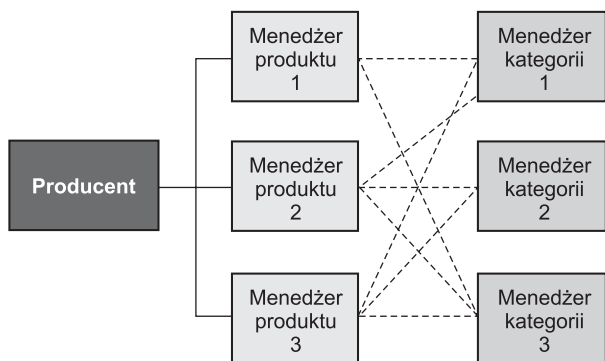 Menedżer
produktu
1
Menedżer
kategorii
1
Producent
Menedżer
produktu
2
Menedżer
kategorii
2
Menedżer
produktu
3
Menedżer
kategorii
3